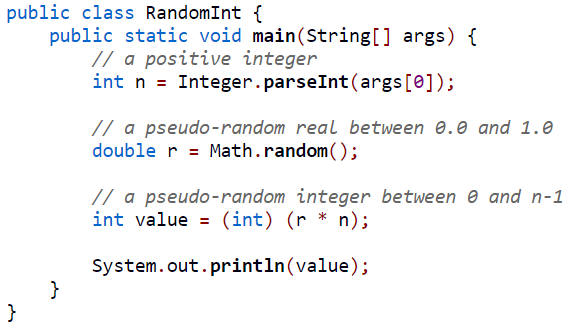 public class RandomInt {
    public static void main(String[] args) {
        // a positive integer
        int n = Integer.parseInt(args[0]);

        // a pseudo-random real between 0.0 and 1.0
        double r = Math.random();

        // a pseudo-random integer between 0 and n-1
        int value = (int) (r * n);

        System.out.println(value);
    }
}